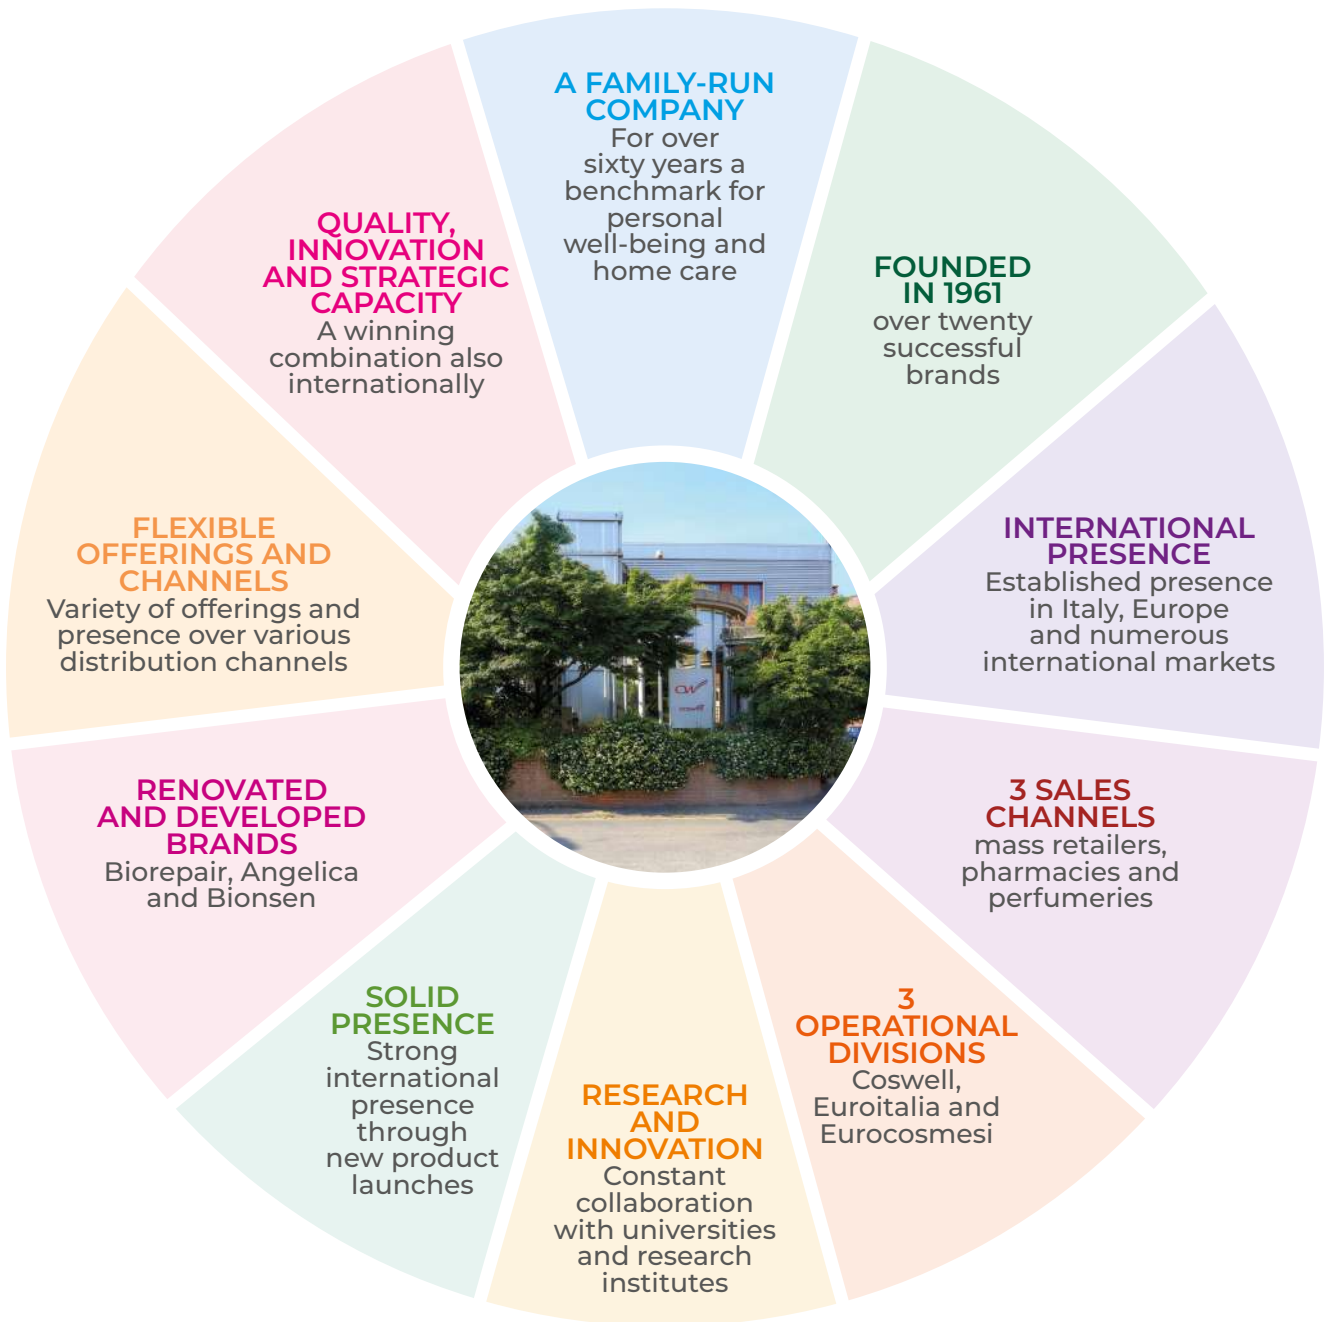 A FAMILY-RUN
COMPANY
For over
sixty years a
benchmark for
personal
well-being and
home care
FOUNDED
IN 1961
over twenty
successful
brands
INTERNATIONAL
PRESENCE
Established presence
in Italy, Europe
and numerous
international markets
3 SALES
CHANNELS
mass retailers,
pharmacies and
perfumeries
3
OPERATIONAL
DIVISIONS
Coswell,
Euroitalia and
Eurocosmesi
RESEARCH
AND
INNOVATION
Constant
collaboration
with universities
and research
institutes
SOLID
PRESENCE
Strong
international
presence
through
new product
launches
RENOVATED
AND DEVELOPED
BRANDS
Biorepair, Angelica
and Bionsen
FLEXIBLE
OFFERINGS AND
CHANNELS
Variety of offerings and
presence over various
distribution channels
QUALITY,
INNOVATION
AND STRATEGIC
CAPACITY
A winning
combination also
internationally
CW